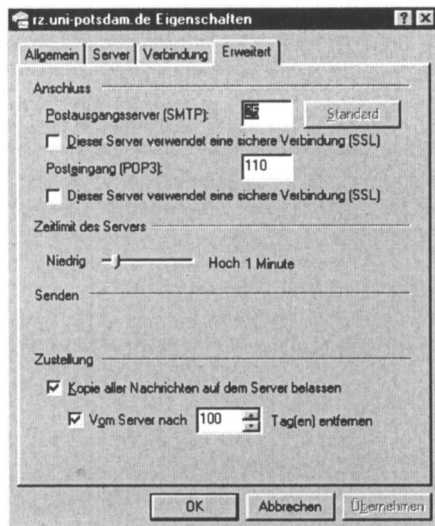 rz.uni-potsdam.de Eigenschaften
Allgemein Server Verbindung Erweitert
Anschluss
Postausgangsserver (SMTP): 25 Standard
Dieser Server verwendet eine sichere Verbindung (SSL)
Posteingang (POP3): 110
Dieser Server verwendet eine sichere Verbindung (SSL)
Zeitlimit des Servers
Niedrig Hoch 1 Minute
Senden
Zustellung
Kopie aller Nachrichten auf dem Server belassen
Vom Server nach 100 Tag(en) entfernen
OK Abbrechen Übernehmen